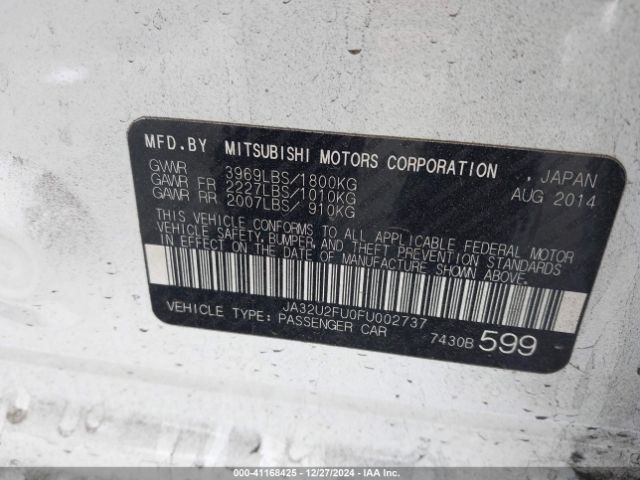 MFD.BY MITSUBISHI MOTORS CORPORATION , JAPAN
GVWR 3969LBS/1800KG AUG 2014
GAWR FR 2227LBS/1010KG
GAWR RR 2007LBS/ 910KG
THIS VEHICLE CONFORMS TO ALL APPLICABLE FEDERAL MOTOR
VEHICLE SAFETY, BUMPER, AND THEFT PREVENTION STANDARDS
IN EFFECT ON THE DATE OF MANUFACTURE SHOWN ABOVE.
JA32U2FU0FU002737
VEHICLE TYPE: PASSENGER CAR 7430B 599
000-41168425 - 12/27/2024 - IAA Inc.